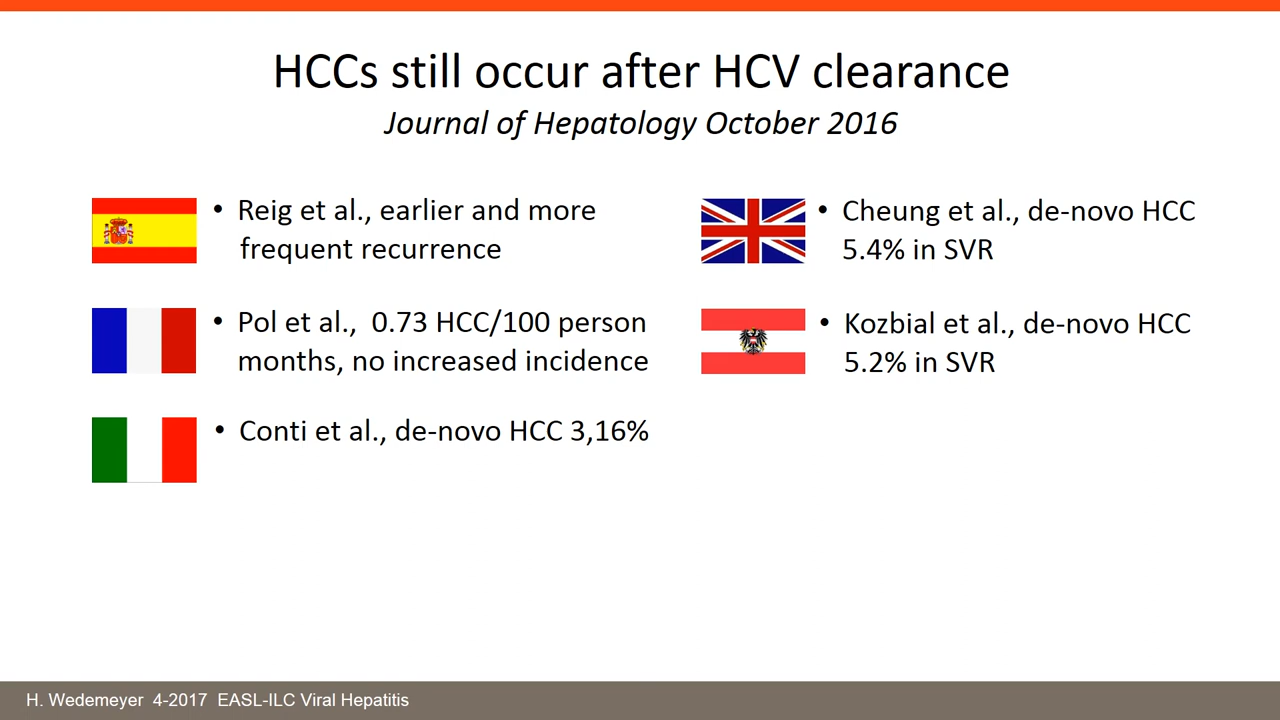 HCCs still occur after HCV clearance
Journal of Hepatology October 2016
• Reig et al., earlier and more
frequent recurrence
• Pol et al., 0.73 HCC/100 person
months, no increased incidence
• Conti et al., de-novo HCC 3,16%
• Cheung et al., de-novo HCC
5.4% in SVR
• Kozbial et al., de-novo HCC
5.2% in SVR
H. Wedemeyer 4-2017 EASL-ILC Viral Hepatitis